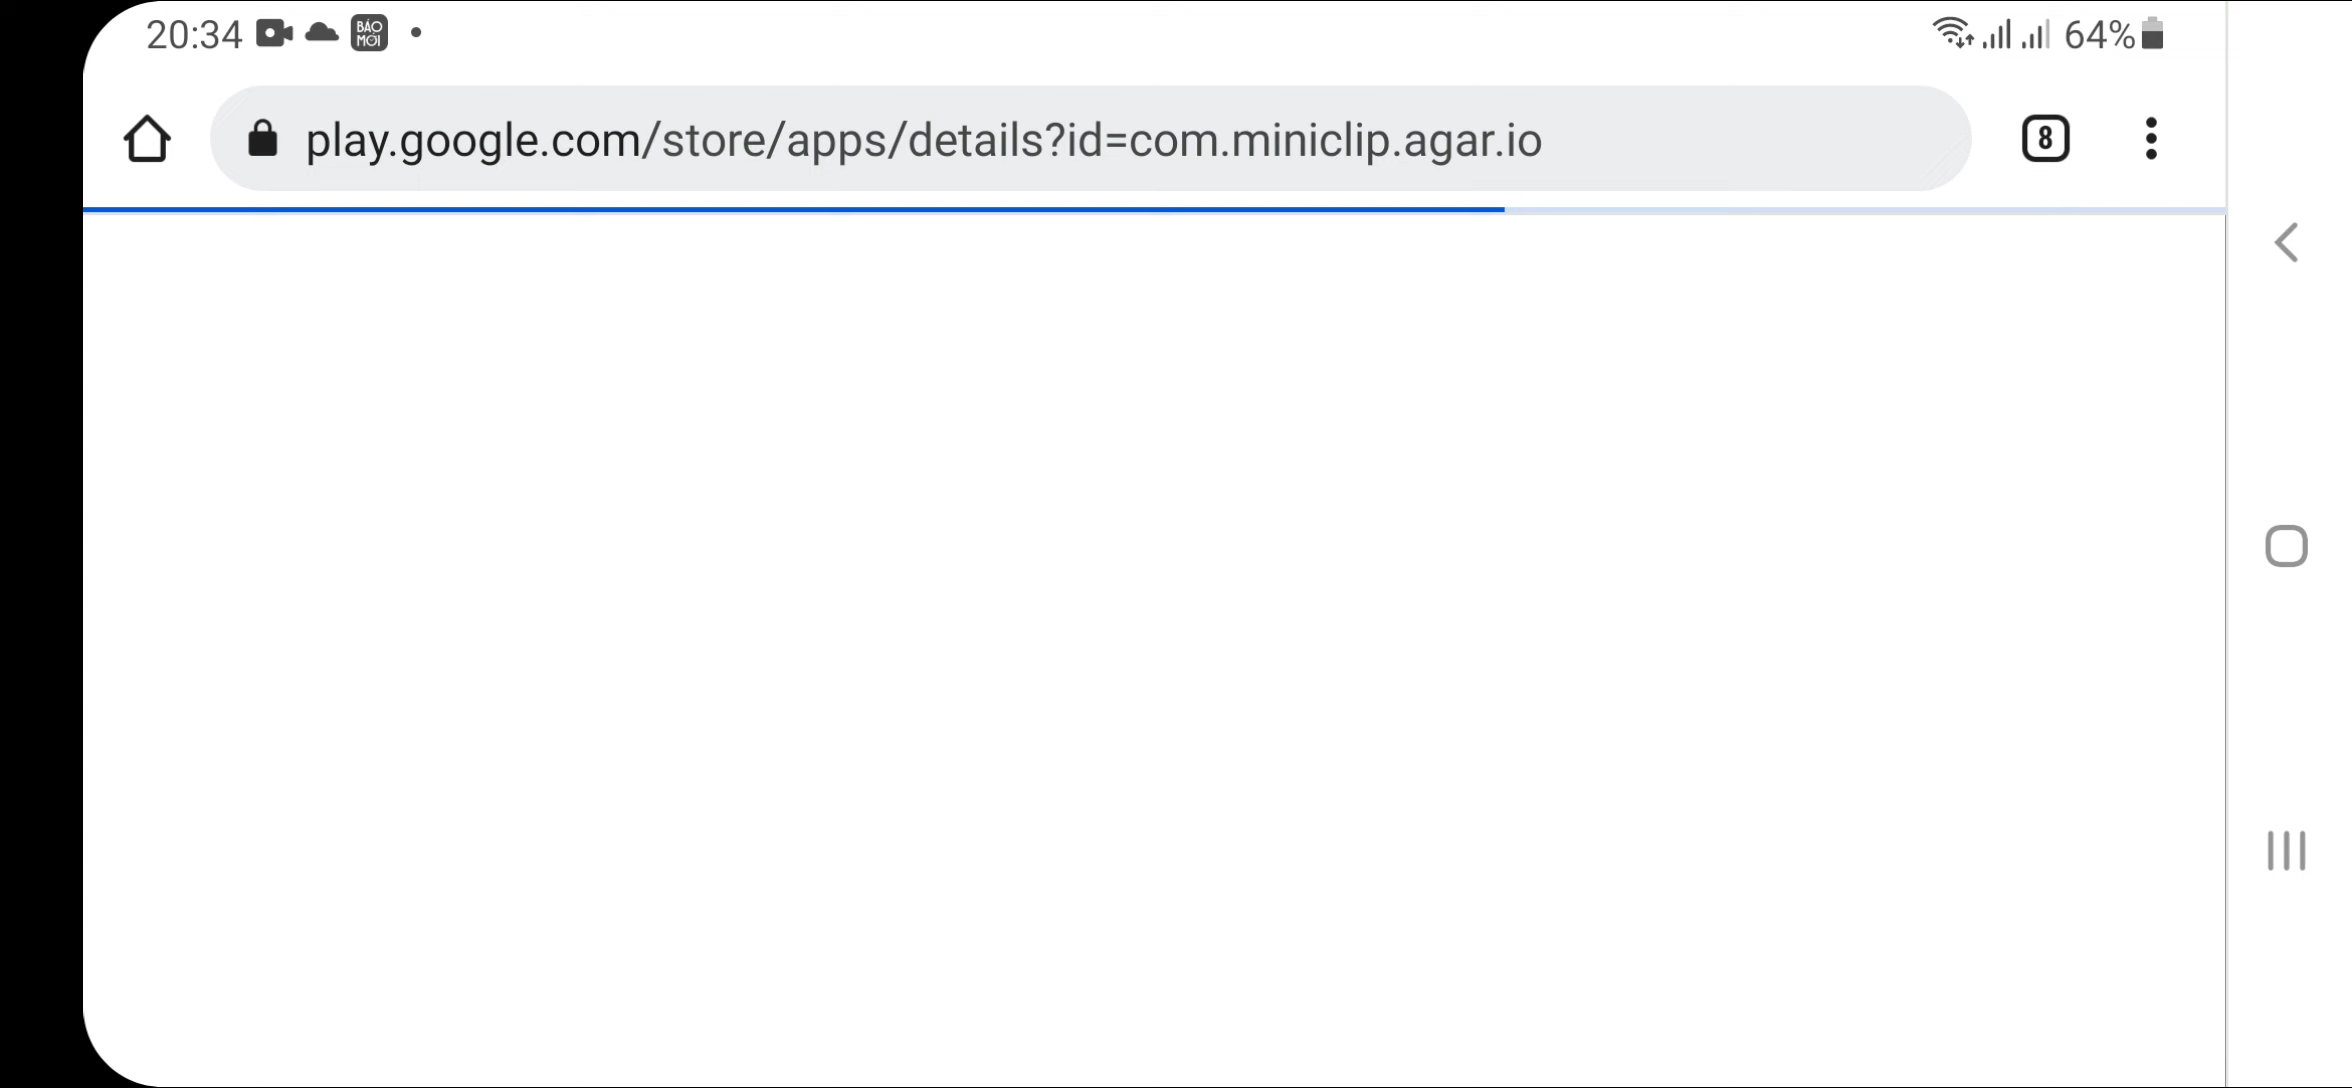 20:34 BÁO MỚI 64%
play.google.com/store/apps/details?id=com.miniclip.agar.io 8